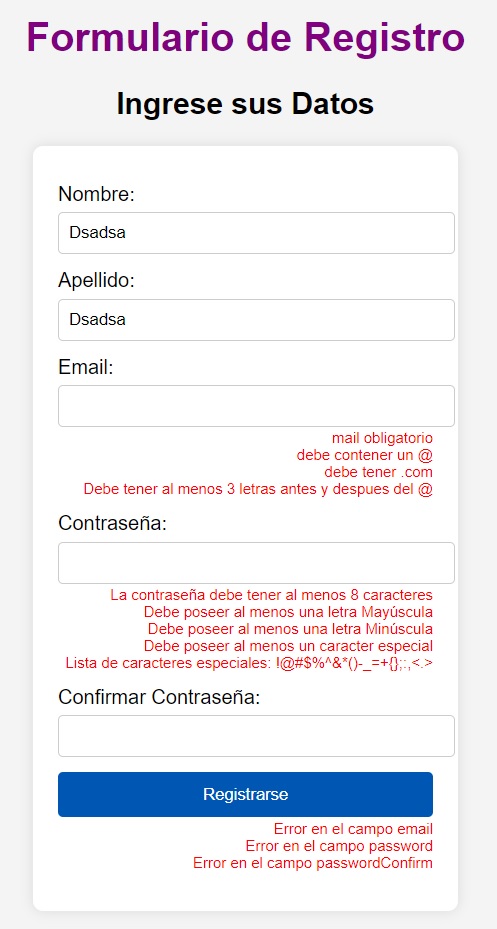 Formulario de Registro
Ingrese sus Datos
Nombre:
Dsadsa
Apellido:
Dsadsa
Email:
mail obligatorio
debe contener un @
debe tener .com
Debe tener al menos 3 letras antes y despues del @
Contraseña:
La contraseña debe tener al menos 8 caracteres
Debe poseer al menos una letra Mayúscula
Debe poseer al menos una letra Minúscula
Debe poseer al menos un caracter especial
Lista de caracteres especiales: !@#$%^&*()-_=+{};:,<.>
Confirmar Contraseña:
Registrarse
Error en el campo email
Error en el campo password
Error en el campo passwordConfirm